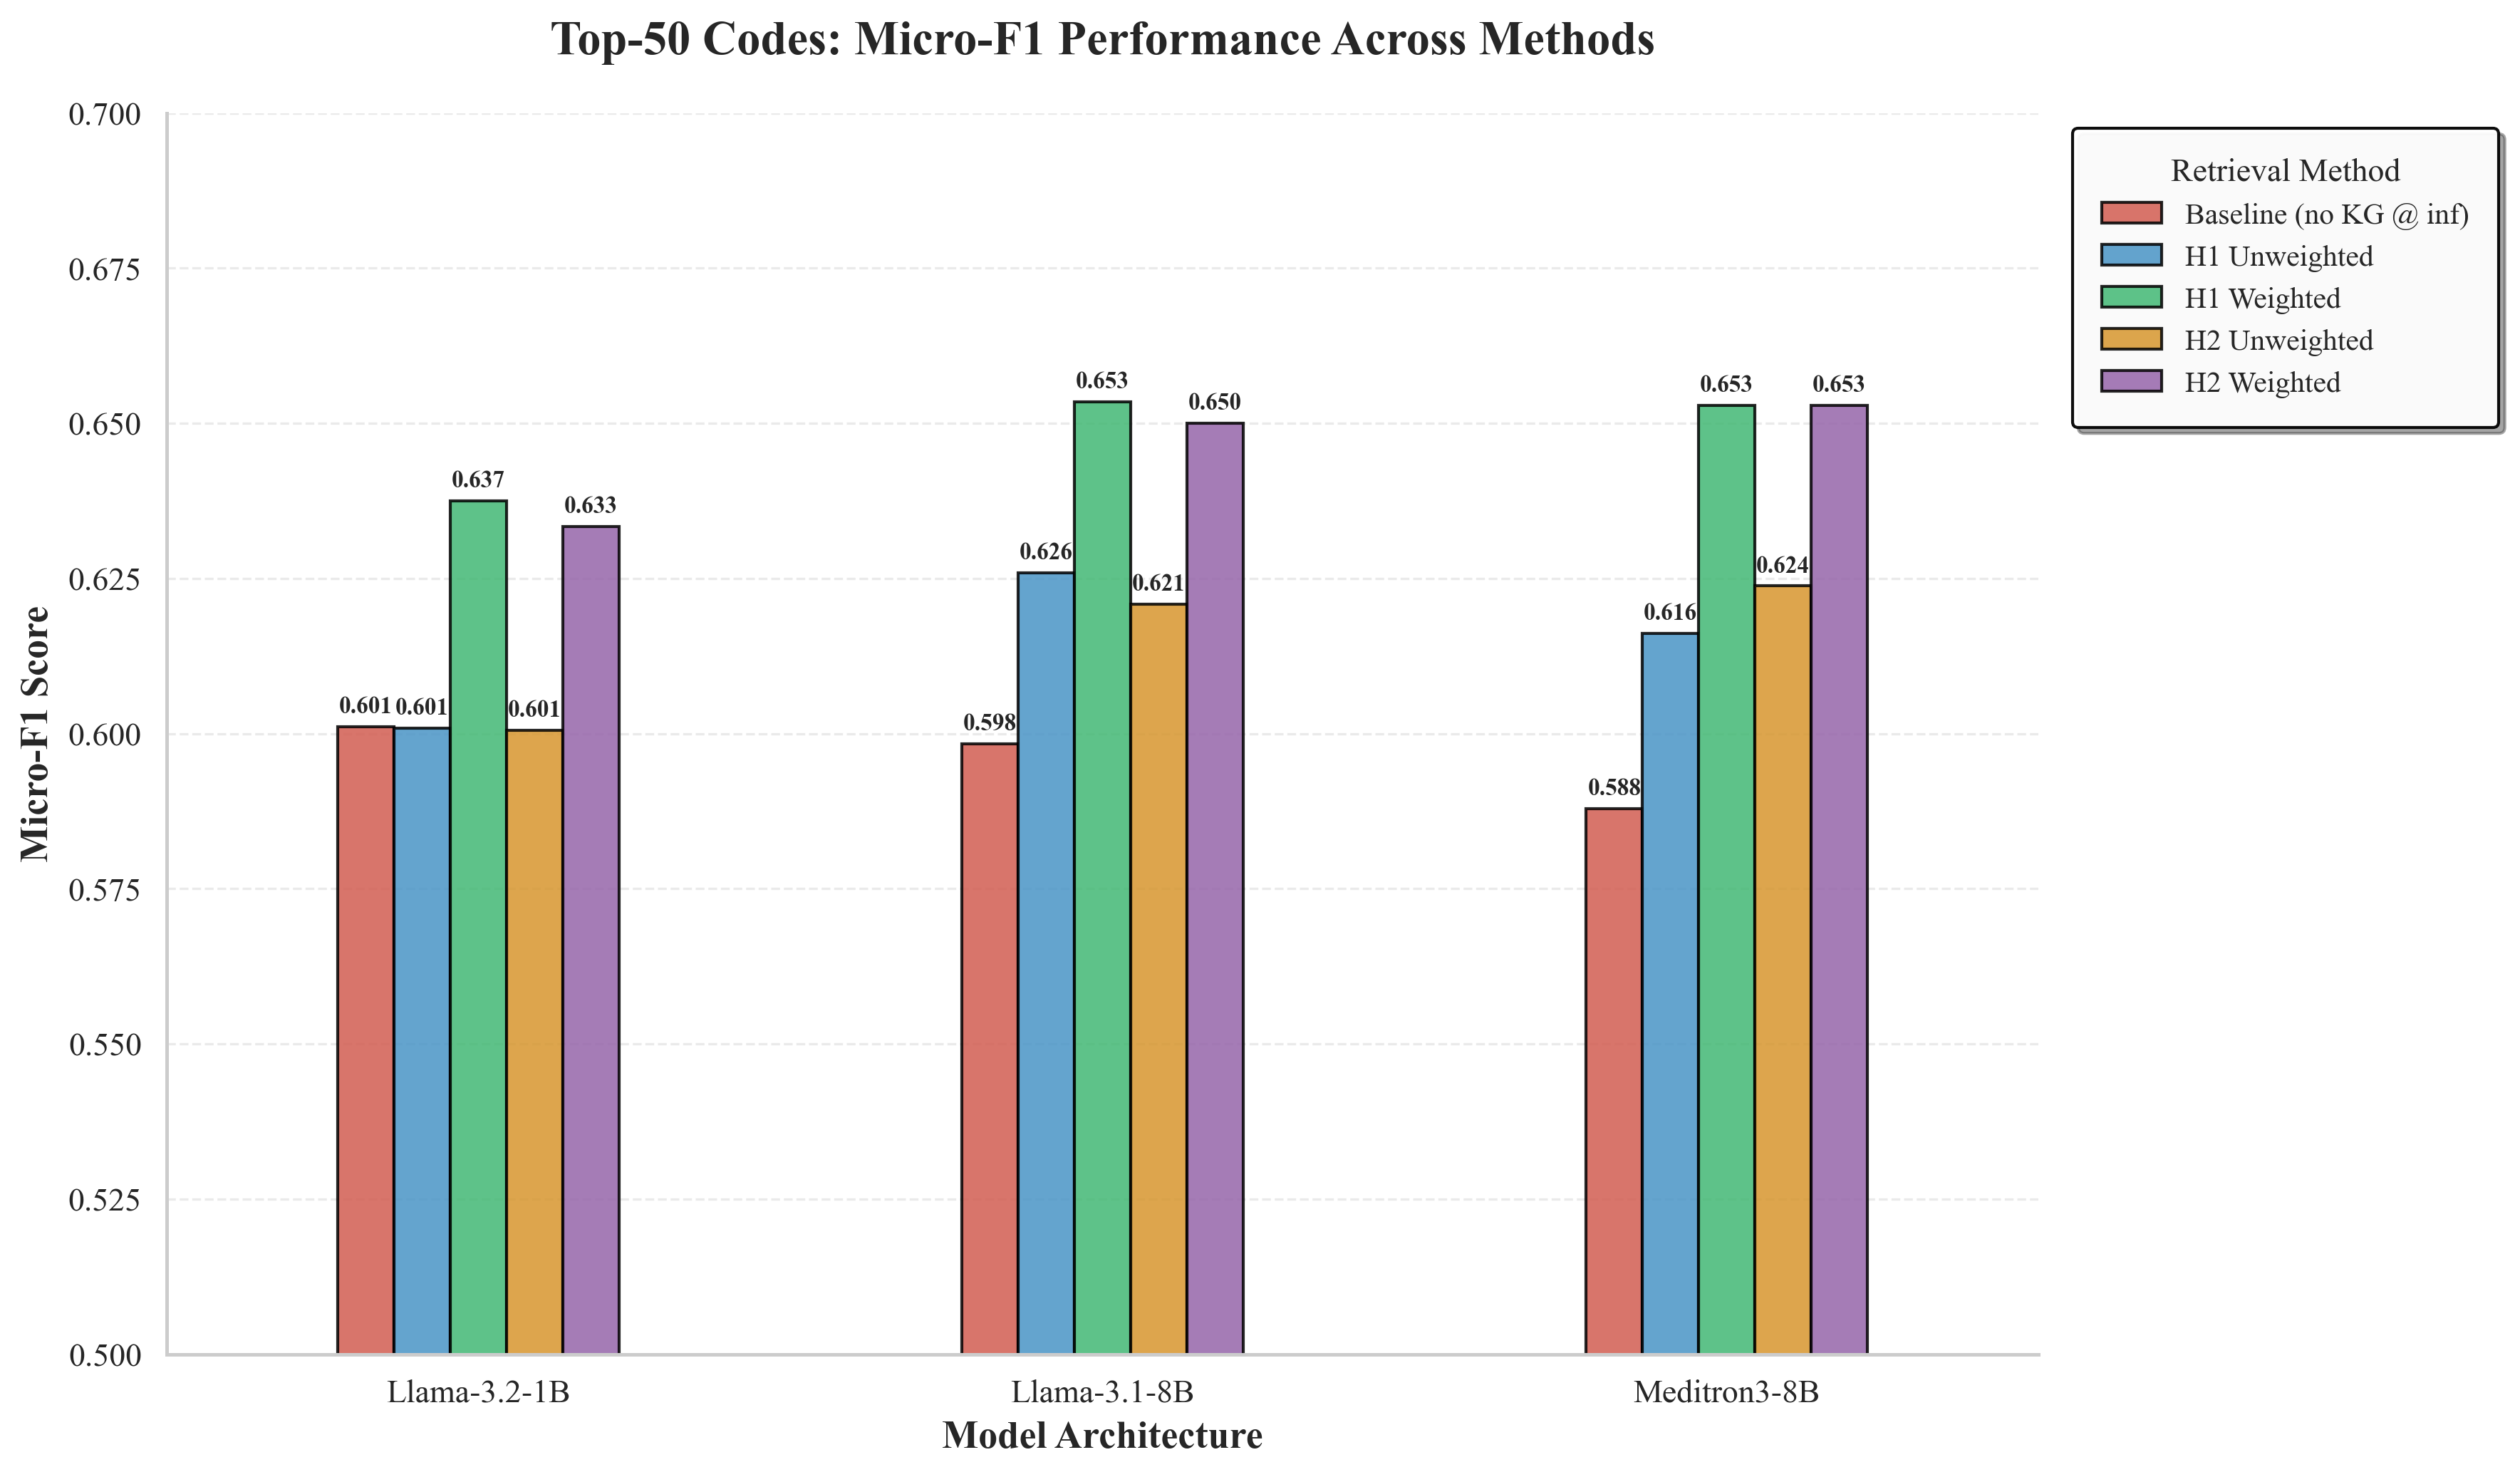 Top-50 Codes: Micro-F1 Performance Across Methods
0.700
0.675
0.650
0.625
0.600
0.575
0.550
0.525
0.500
Micro-F1 Score
0.601 0.601 0.637 0.601 0.633
0.598 0.626 0.653 0.621 0.650
0.588 0.616 0.653 0.624 0.653
Llama-3.2-1B Llama-3.1-8B Meditron3-8B
Model Architecture
Retrieval Method
Baseline (no KG @ inf)
H1 Unweighted
H1 Weighted
H2 Unweighted
H2 Weighted